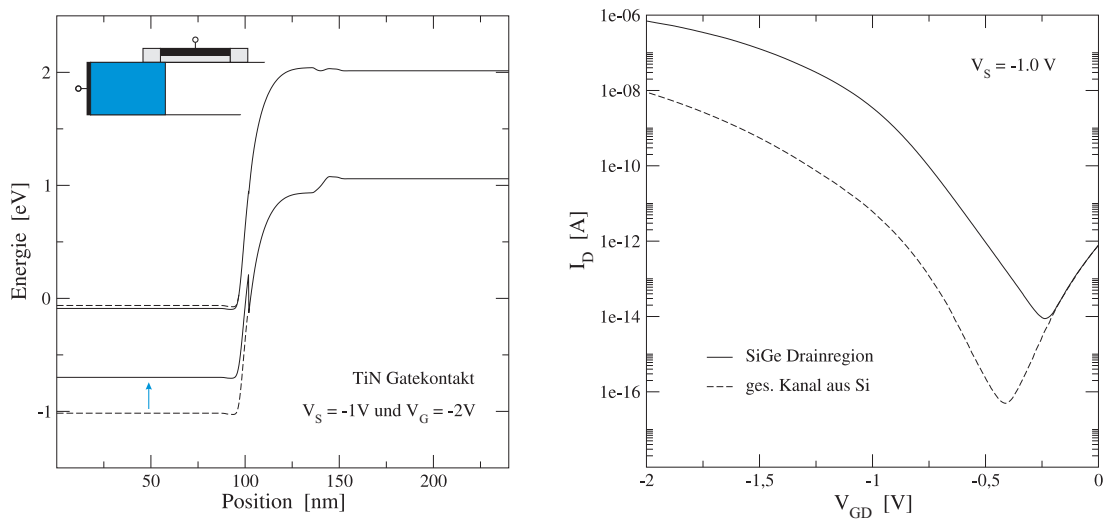 2
1
0
-1
Energie [eV]
50
100
150
200
Position [nm]
TiN Gatekontakt
V_S = -1V und V_G = -2V
1e-06
1e-08
1e-10
1e-12
1e-14
1e-16
I_D [A]
V_S = -1.0 V
SiGe Drainregion
ges. Kanal aus Si
-2
-1,5
-1
-0,5
0
V_GD [V]